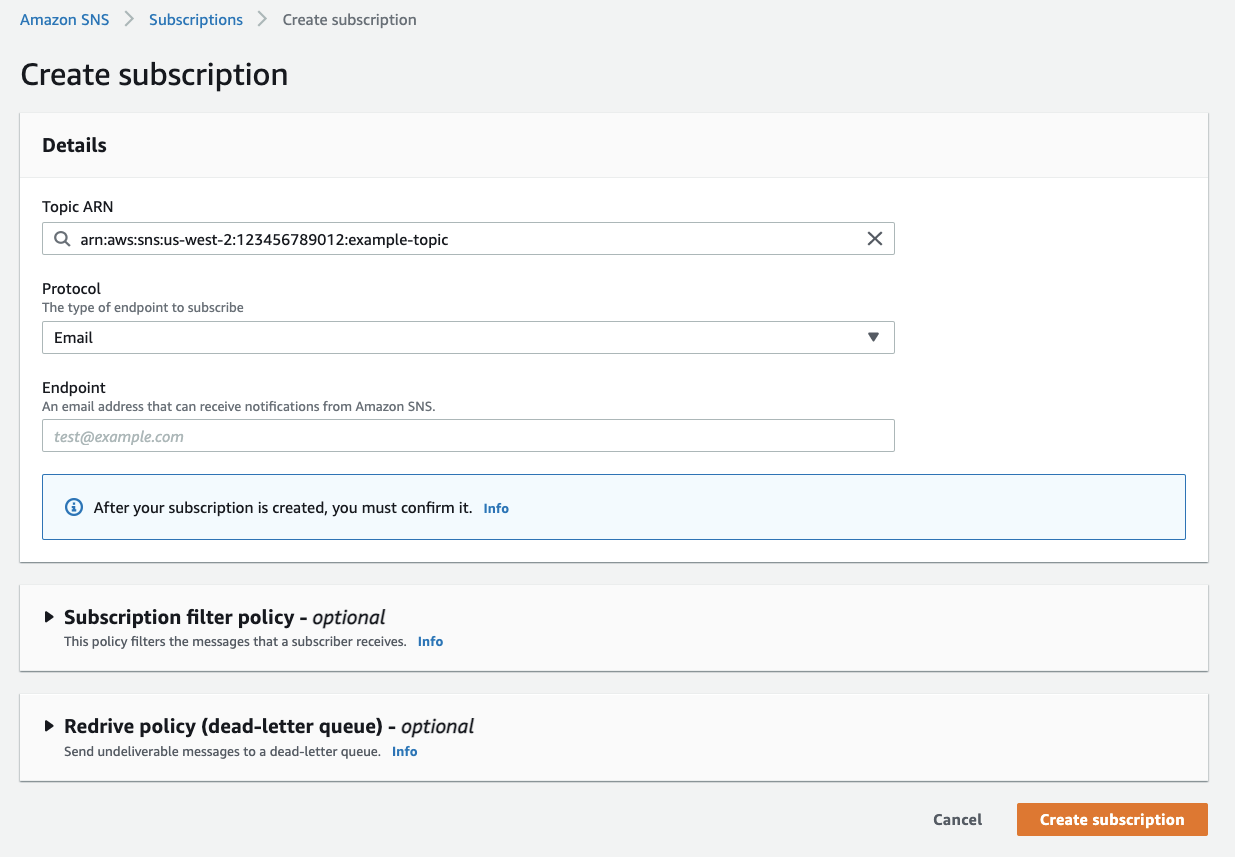 Amazon SNS > Subscriptions > Create subscription
Create subscription
Details
Topic ARN
arn:aws:sns:us-west-2:123456789012:example-topic
Protocol
The type of endpoint to subscribe
Email
Endpoint
An email address that can receive notifications from Amazon SNS.
test@example.com
After your subscription is created, you must confirm it. Info
Subscription filter policy - optional
This policy filters the messages that a subscriber receives. Info
Redrive policy (dead-letter queue) - optional
Send undeliverable messages to a dead-letter queue. Info
Cancel Create subscription